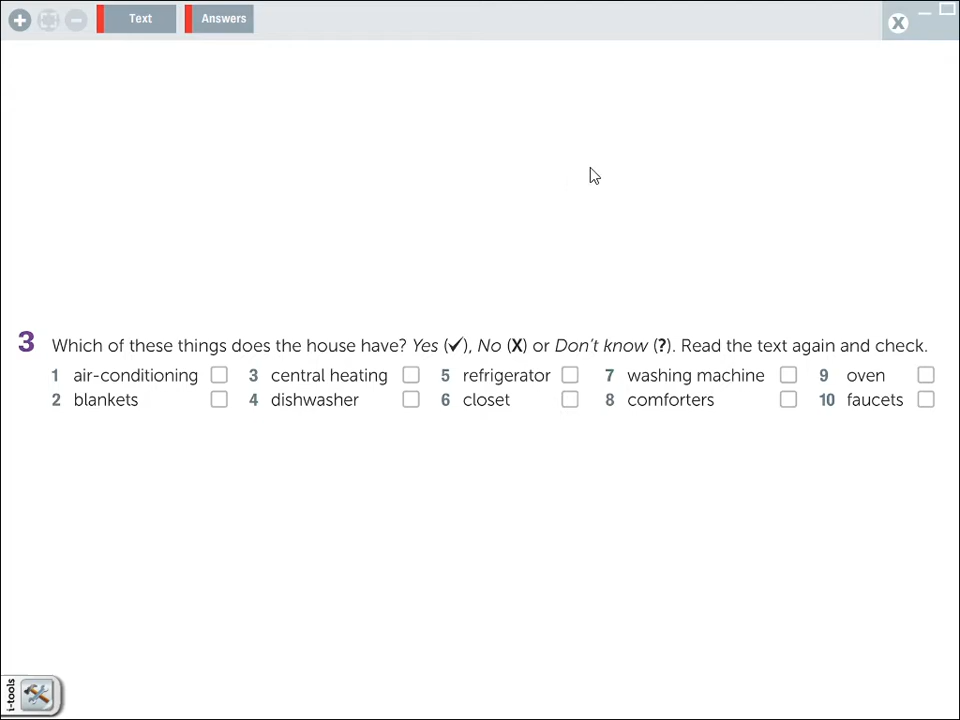 Text Answers
X
3 Which of these things does the house have? Yes (✓), No (X) or Don't know (?). Read the text again and check.
1 air-conditioning 3 central heating 5 refrigerator 7 washing machine 9 oven
2 blankets 4 dishwasher 6 closet 8 comforters 10 faucets
i-tools